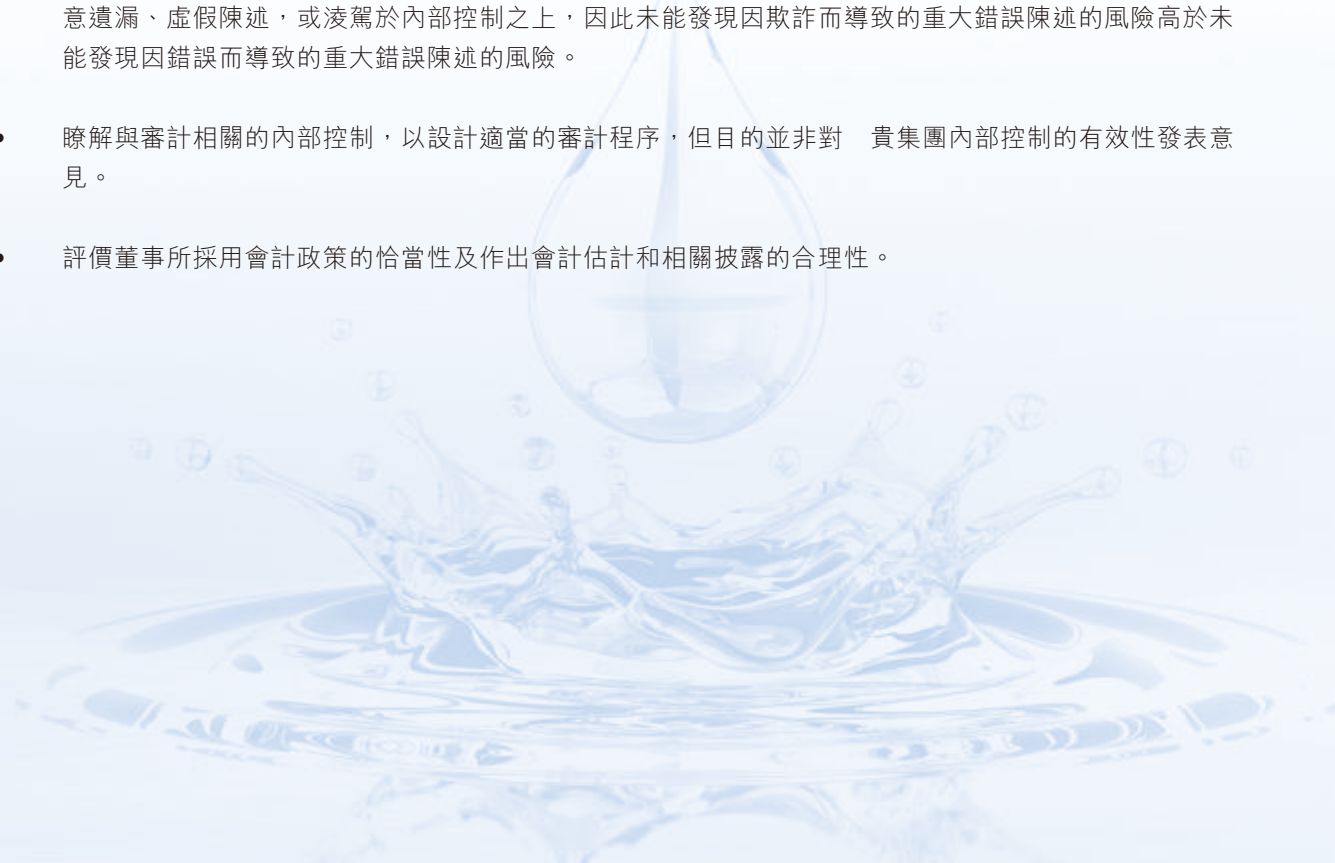 意遺漏、虛假陳述，或淩駕於內部控制之上，因此未能發現因欺詐而導致的重大錯誤陳述的風險高於未
能發現因錯誤而導致的重大錯誤陳述的風險。
• 瞭解與審計相關的內部控制，以設計適當的審計程序，但目的並非對　貴集團內部控制的有效性發表意
見。
• 評價董事所採用會計政策的恰當性及作出會計估計和相關披露的合理性。